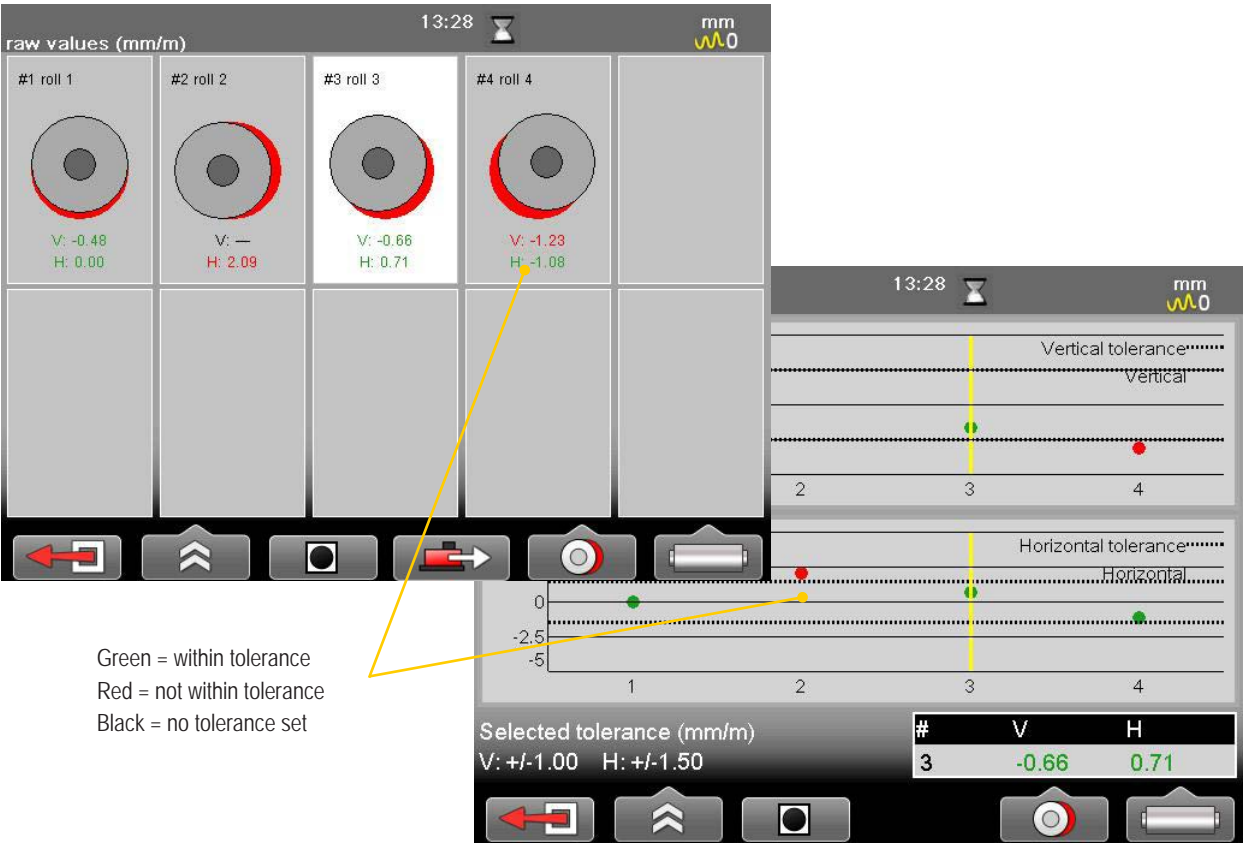 13:28
mm
raw values (mm/m)
0
#1 roll 1
#2 roll 2
#3 roll 3
#4 roll 4
V: -0.48
V: —
V: -0.66
V: -1.23
H: 0.00
H: 2.09
H: 0.71
H: -1.08
13:28
mm
0
Vertical tolerance
Vertical
2
3
4
Horizontal tolerance
Horizontal
0
-2.5
-5
1
2
3
4
Green = within tolerance
Red = not within tolerance
Black = no tolerance set
Selected tolerance (mm/m)
V: +/-1.00 H: +/-1.50
# V H
3 -0.66 0.71